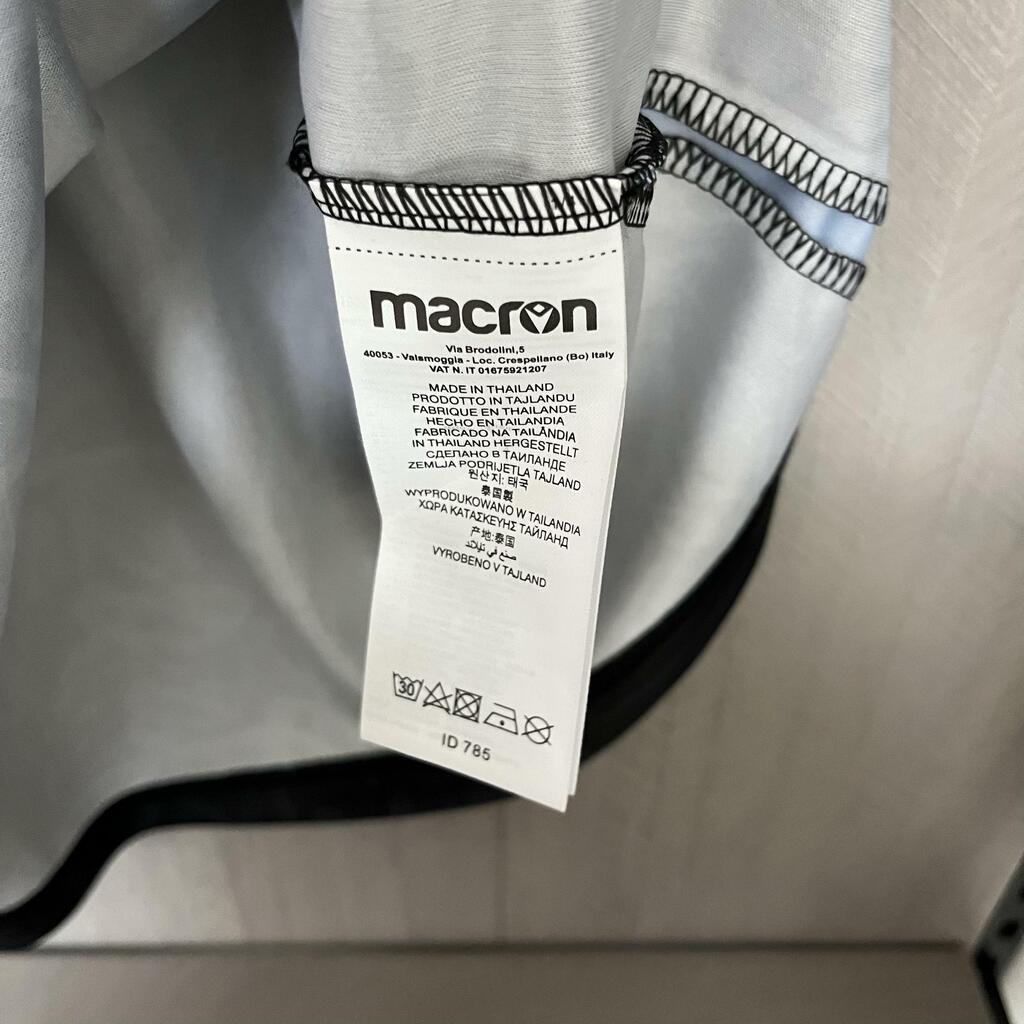 macron
Via Brodolini,5
40053 - Valsmoggia - Loc. Crespellano (Bo) Italy
VAT N. IT 01675921207
MADE IN THAILAND
PRODOTTO IN TAJLANDU
FABRIQUE EN THAILANDE
HECHO EN TAILANDIA
FABRICADO NA TAILÂNDIA
IN THAILAND HERGESTELLT
СДЕЛАНО В ТАИЛАНДЕ
ZEMLJA PODRIJETLA TAJLAND
원산지: 태국
泰国製
WYPRODUKOWANO W TAILANDIA
ΧΩΡΑ ΚΑΤΑΣΚΕΥΗΣ ТАЙЛАНД
产地:泰国
صنع في تايلاند
VYROBENO V TAJLAND
30
ID 785